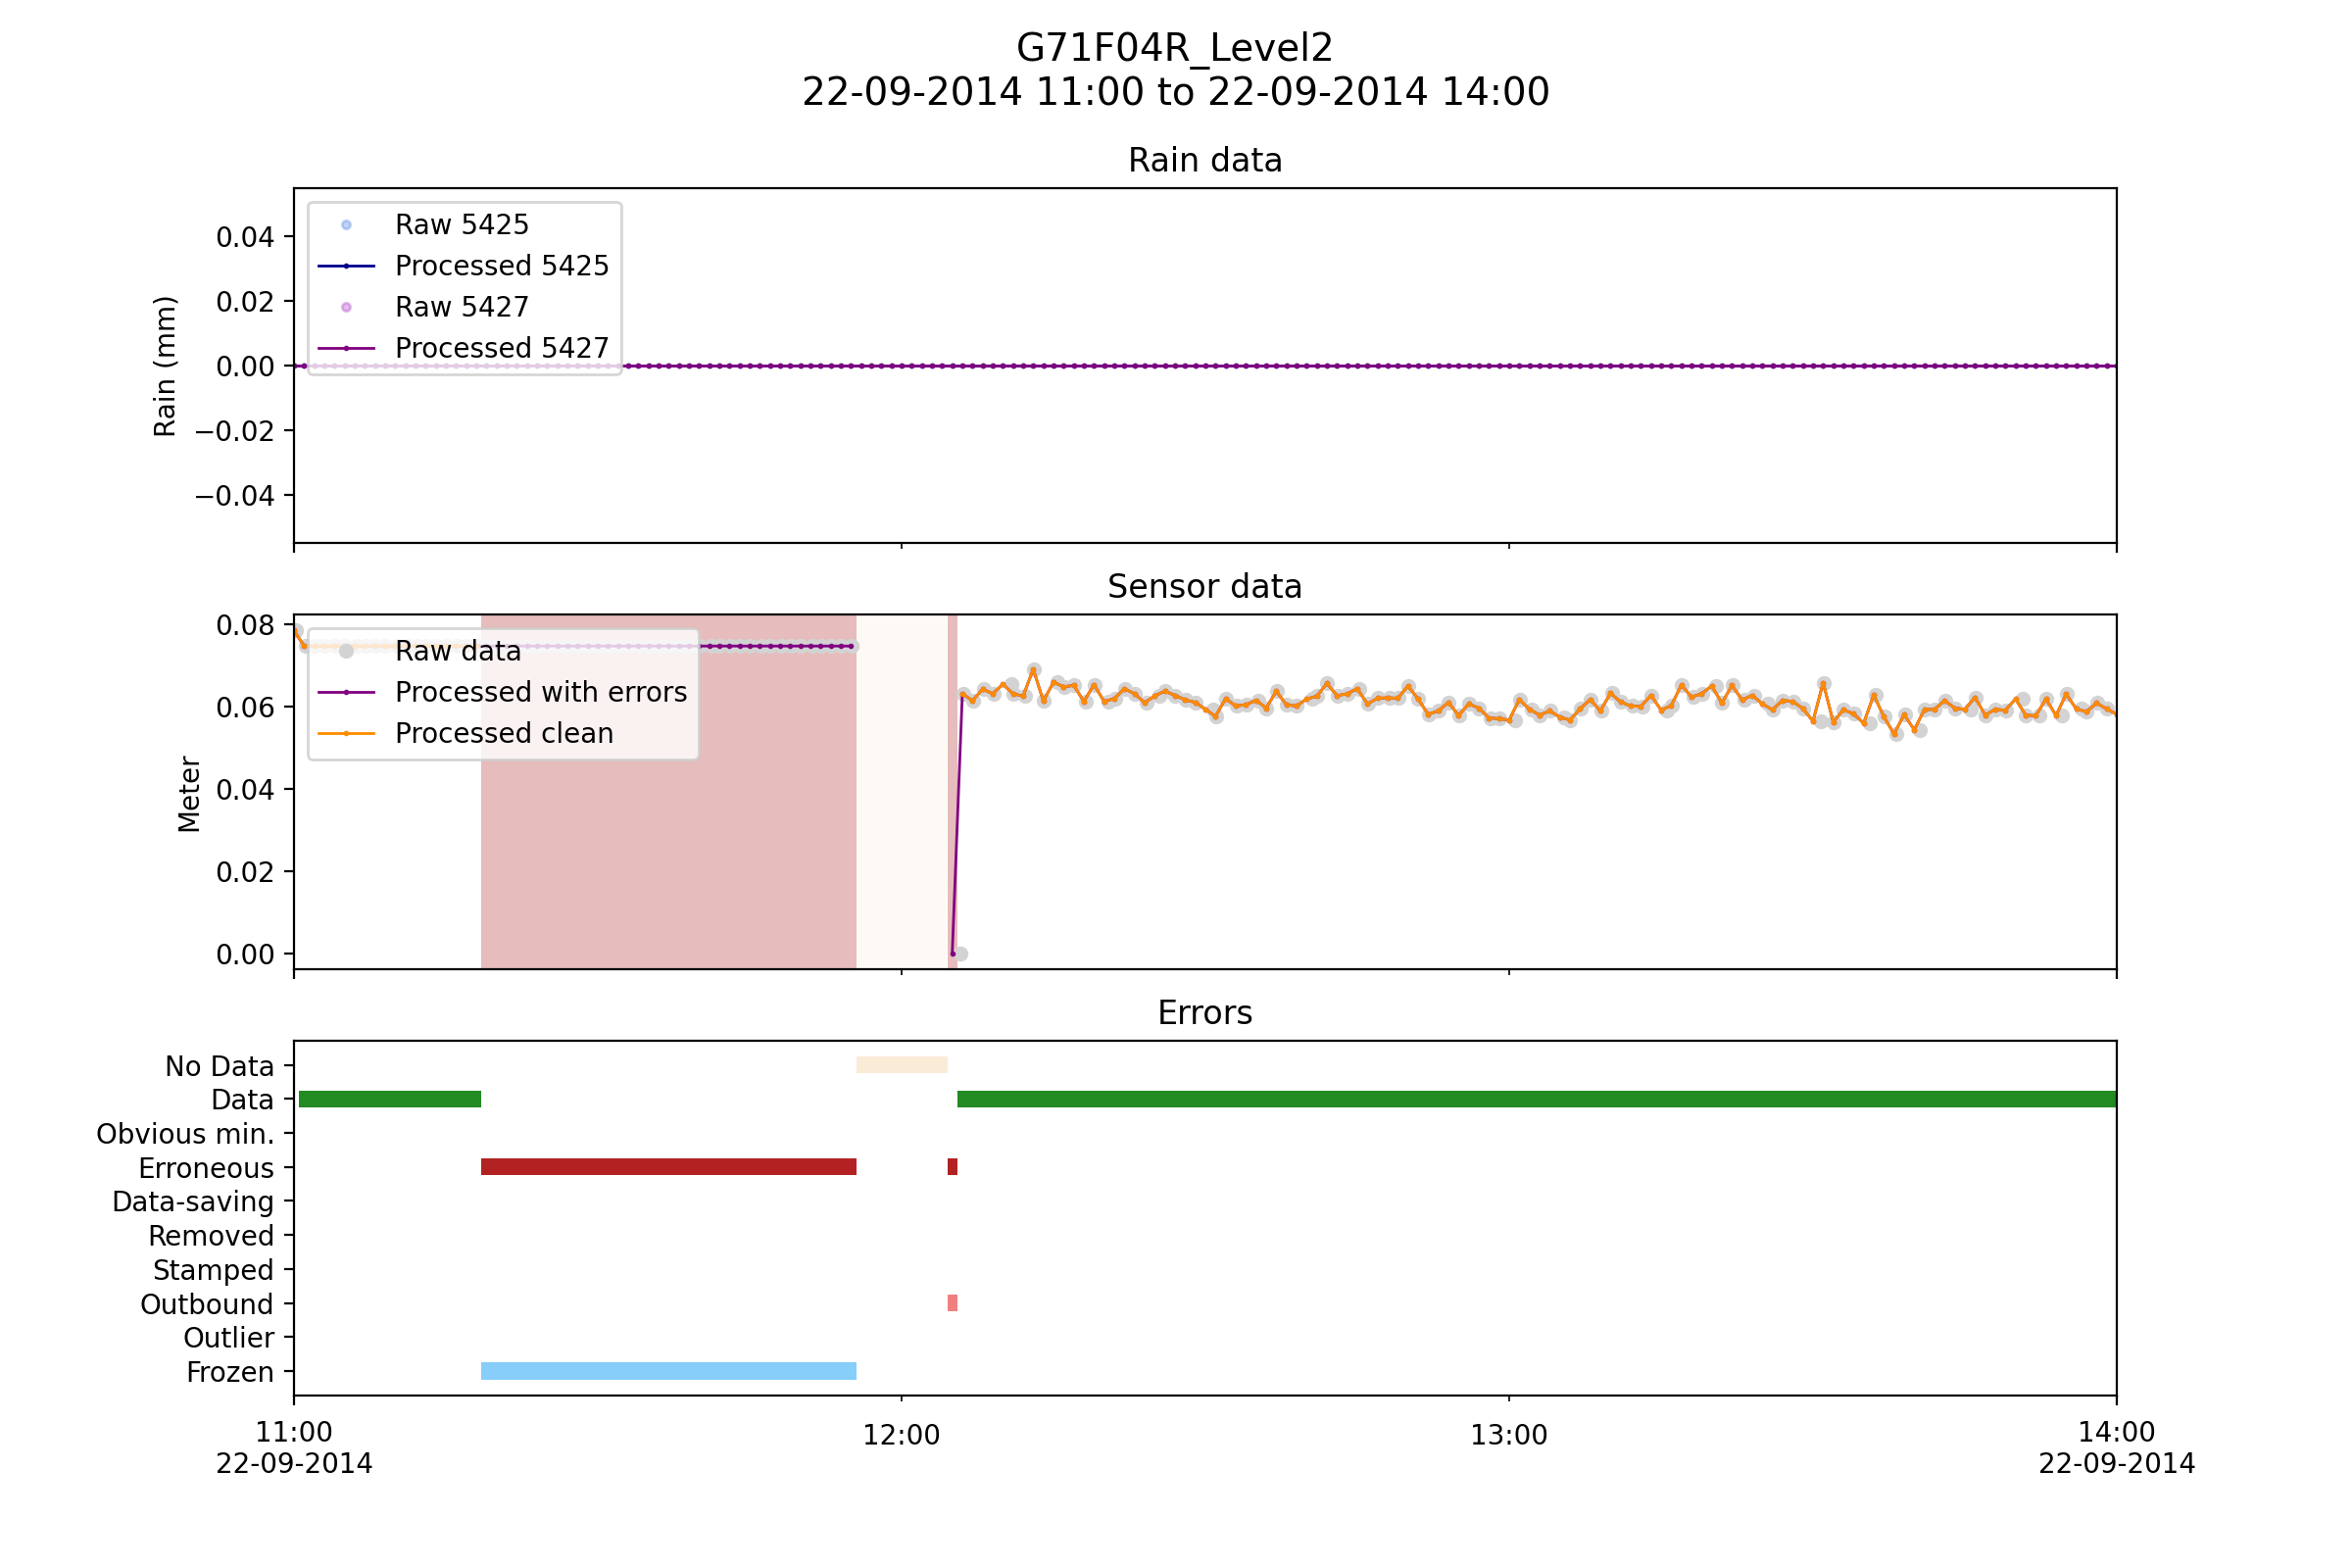 G71F04R_Level2
22-09-2014 11:00 to 22-09-2014 14:00
Rain data
Rain (mm)
0.04
0.02
0.00
−0.02
−0.04
Raw 5425
Processed 5425
Raw 5427
Processed 5427
Sensor data
Meter
0.08
0.06
0.04
0.02
0.00
Raw data
Processed with errors
Processed clean
Errors
No Data
Data
Obvious min.
Erroneous
Data-saving
Removed
Stamped
Outbound
Outlier
Frozen
11:00
22-09-2014
12:00
13:00
14:00
22-09-2014